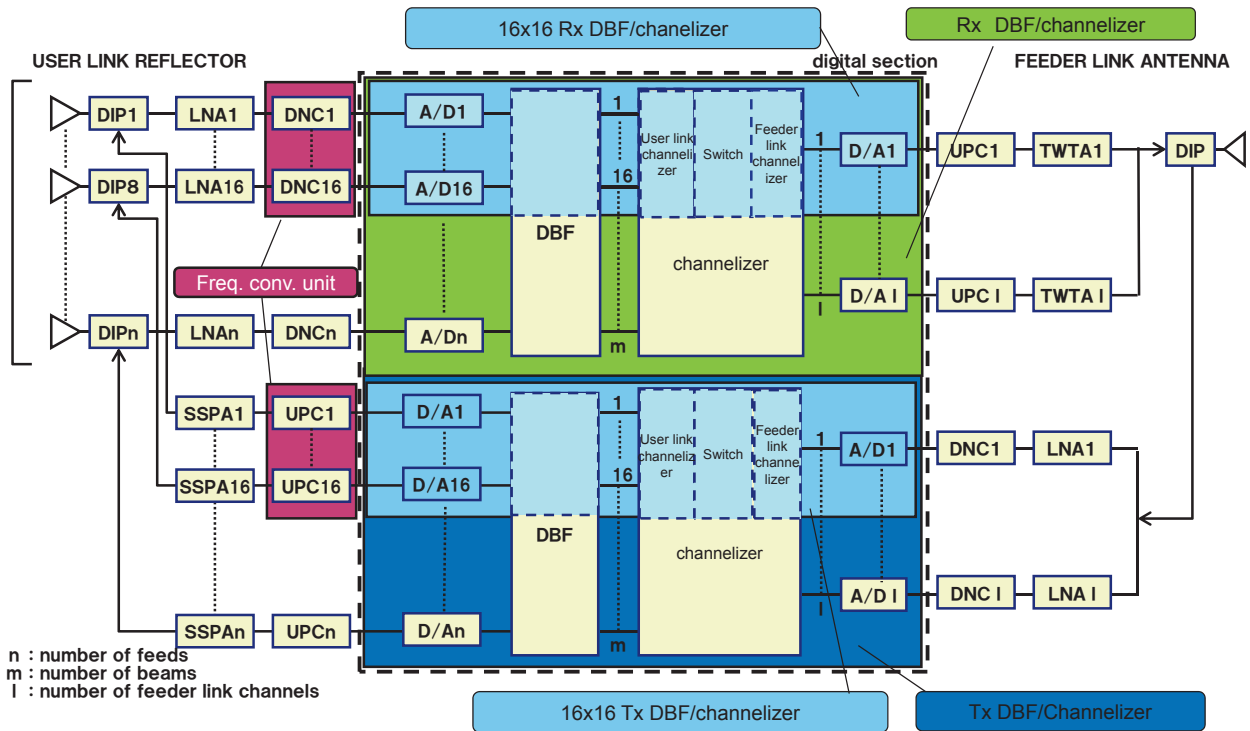 16x16 Rx DBF/chanelizer
Rx DBF/channelizer
USER LINK REFLECTOR
digital section
FEEDER LINK ANTENNA
DIP1
LNA1
DNC1
A/D1
1
User link
channeli
zer
Switch
Feeder
link
channel
izer
1
D/A1
UPC1
TWTA1
DIP
DIP8
LNA16
DNC16
A/D16
16
DBF
channelizer
Freq. conv. unit
D/A l
UPC l
TWTA l
l
DIPn
LNAn
DNCn
A/Dn
m
SSPA1
UPC1
D/A1
1
User link
channeliz
er
Switch
Feeder
link
channe
lizer
1
A/D1
DNC1
LNA1
SSPA16
UPC16
D/A16
16
DBF
channelizer
A/D l
DNC l
LNA l
l
SSPAn
UPCn
D/An
m
n : number of feeds
m : number of beams
l : number of feeder link channels
16x16 Tx DBF/channelizer
Tx DBF/Channelizer